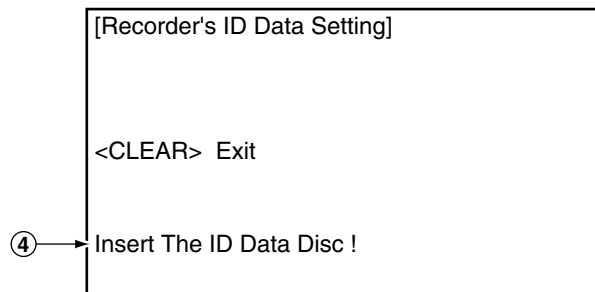 [Recorder's ID Data Setting]
<CLEAR> Exit
④ Insert The ID Data Disc !